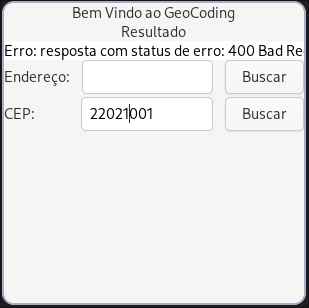 Bem Vindo ao GeoCoding
Resultado
Erro: resposta com status de erro: 400 Bad Re
Endereço: Buscar
CEP: 22021001 Buscar